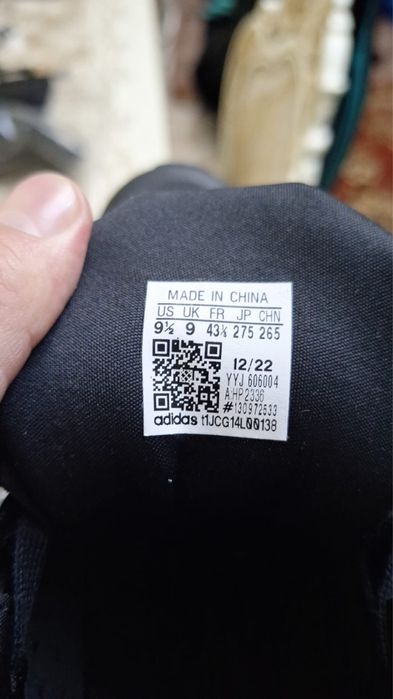 MADE IN CHINA
US UK FR JP CHN
9½ 9 43⅓ 275 265
12/22
YYJ 606004
A:HP2336
#130972533
adidas t1JCG14L00138